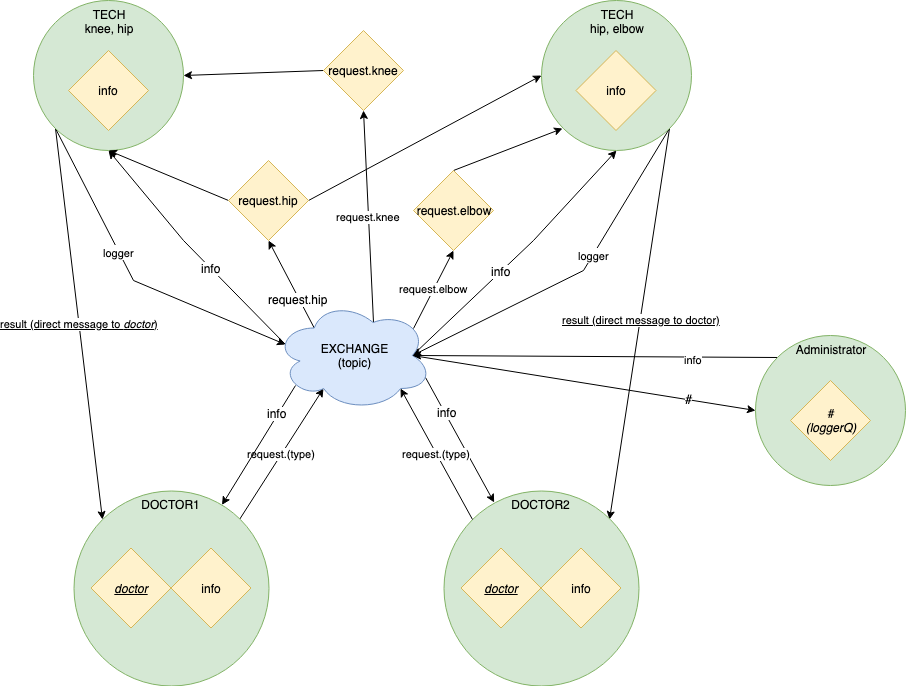 TECH
knee, hip
info
TECH
hip, elbow
info
request.knee
request.hip
request.elbow
request.knee
logger
info
request.hip
request.elbow
info
logger
result (direct message to doctor)
result (direct message to doctor)
EXCHANGE
(topic)
Administrator
info
#
#
(loggerQ)
info
request.(type)
info
request.(type)
DOCTOR1
doctor
info
DOCTOR2
doctor
info